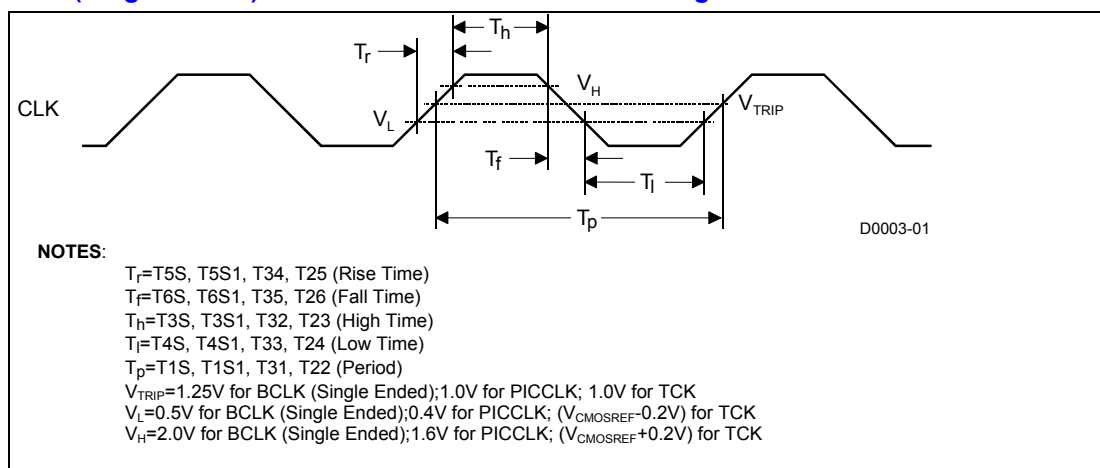 Th
Tr
VH
CLK
VTRIP
VL
Tf
Tl
Tp
D0003-01
NOTES:
Tr=T5S, T5S1, T34, T25 (Rise Time)
Tf=T6S, T6S1, T35, T26 (Fall Time)
Th=T3S, T3S1, T32, T23 (High Time)
Tl=T4S, T4S1, T33, T24 (Low Time)
Tp=T1S, T1S1, T31, T22 (Period)
VTRIP=1.25V for BCLK (Single Ended);1.0V for PICCLK; 1.0V for TCK
VL=0.5V for BCLK (Single Ended);0.4V for PICCLK; (VCMOSREF-0.2V) for TCK
VH=2.0V for BCLK (Single Ended);1.6V for PICCLK; (VCMOSREF+0.2V) for TCK